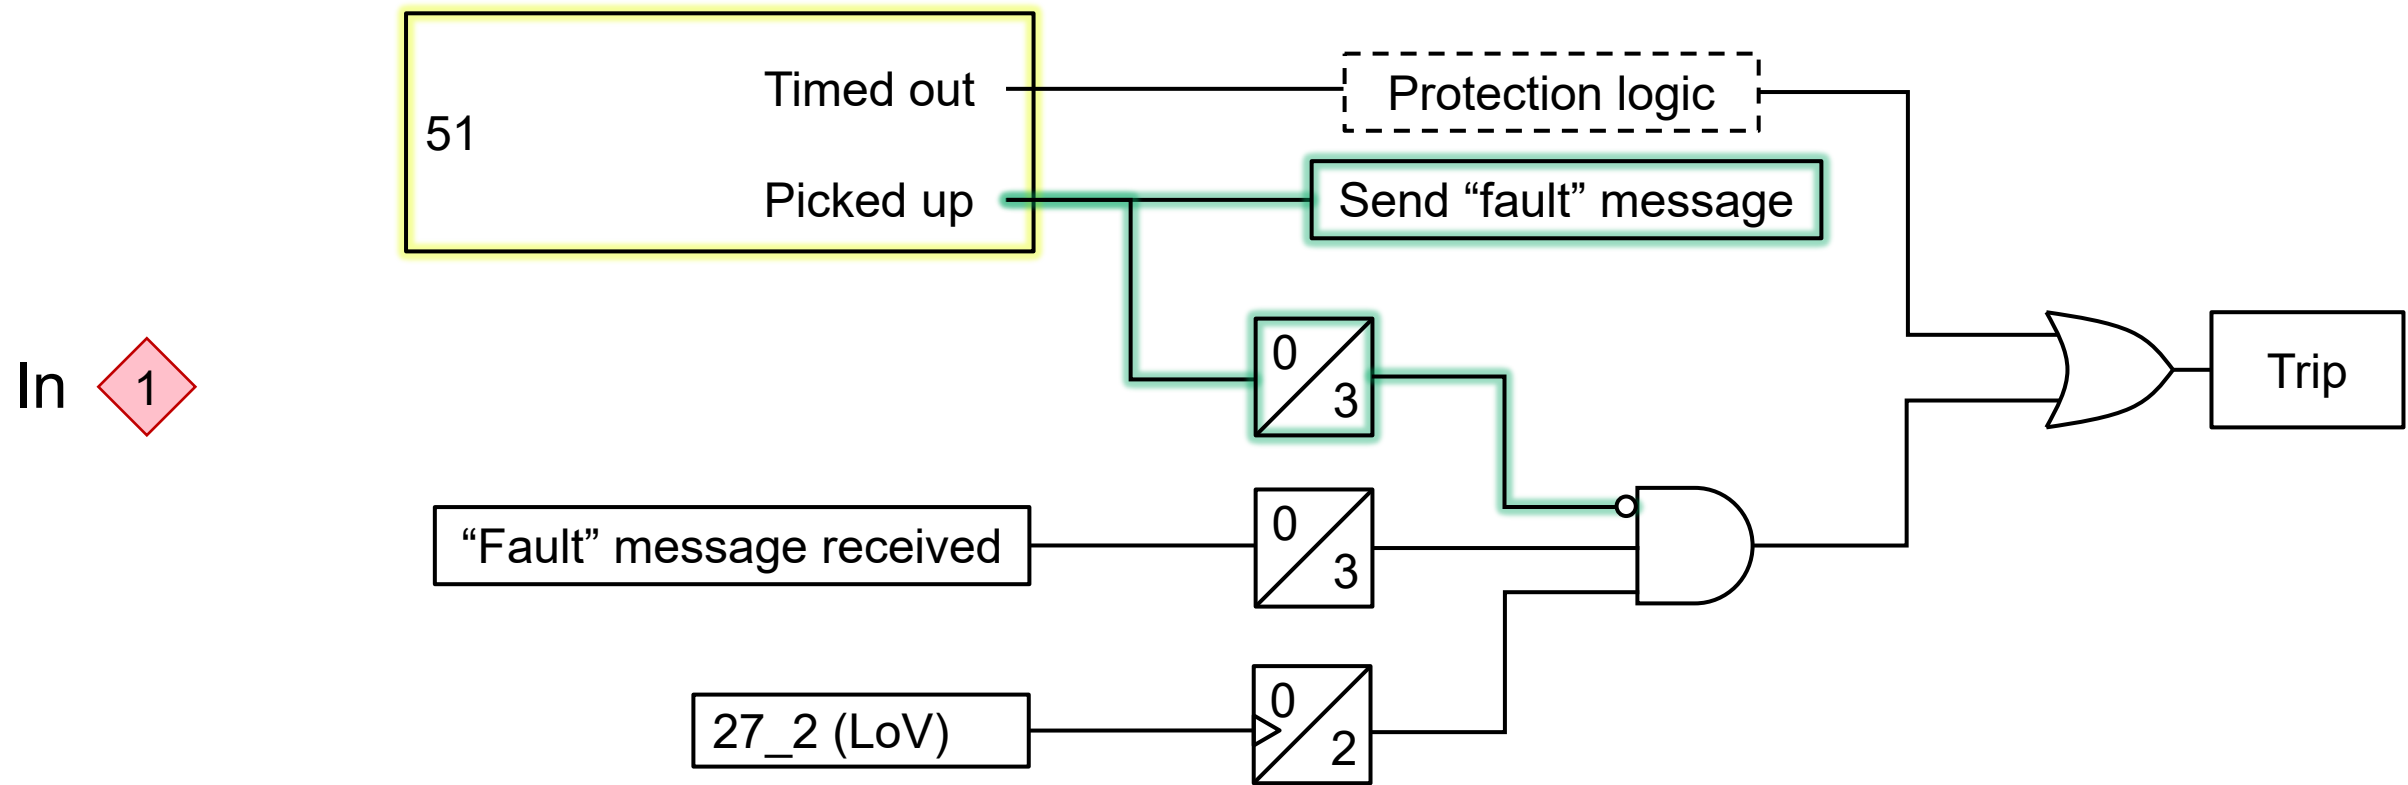 Timed out
Protection logic
51
Picked up
Send “fault” message
In
1
0
3
Trip
“Fault” message received
0
3
27_2 (LoV)
0
2